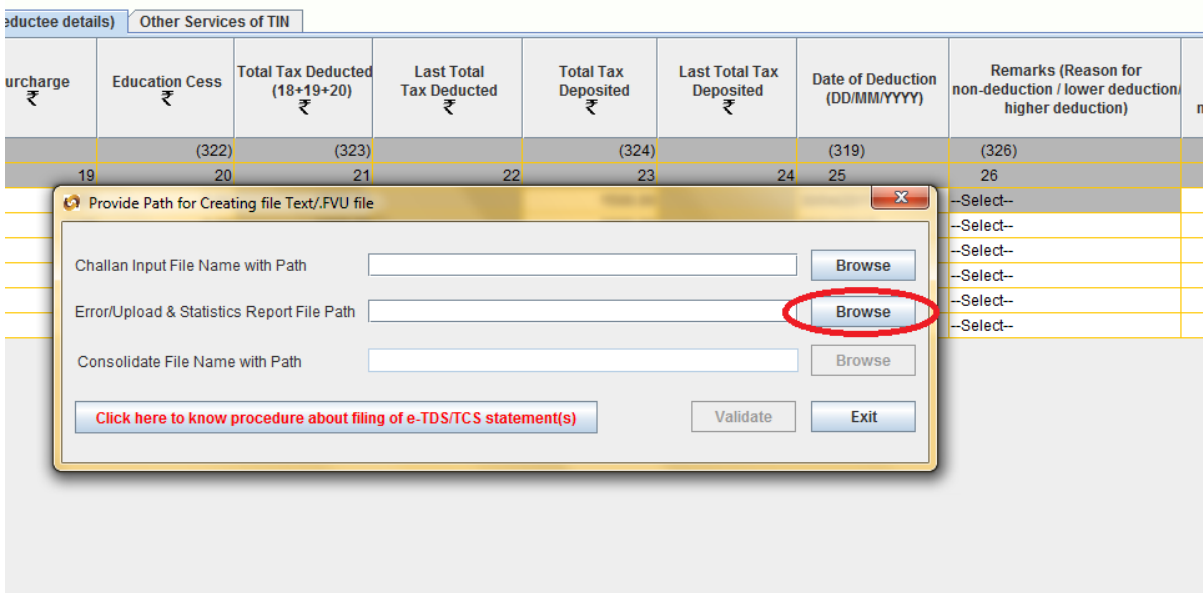 eductee details) Other Services of TIN
urcharge ₹ Education Cess ₹ Total Tax Deducted (18+19+20) ₹ Last Total Tax Deducted ₹ Total Tax Deposited ₹ Last Total Tax Deposited ₹ Date of Deduction (DD/MM/YYYY) Remarks (Reason for non-deduction / lower deduction/ higher deduction)
(322) (323) (324) (319) (326)
19 20 21 22 23 24 25 26
Provide Path for Creating file Text/.FVU file x
--Select--
--Select--
--Select--
--Select--
--Select--
--Select--
Challan Input File Name with Path Browse
Error/Upload & Statistics Report File Path Browse
Consolidate File Name with Path Browse
Click here to know procedure about filing of e-TDS/TCS statement(s) Validate Exit